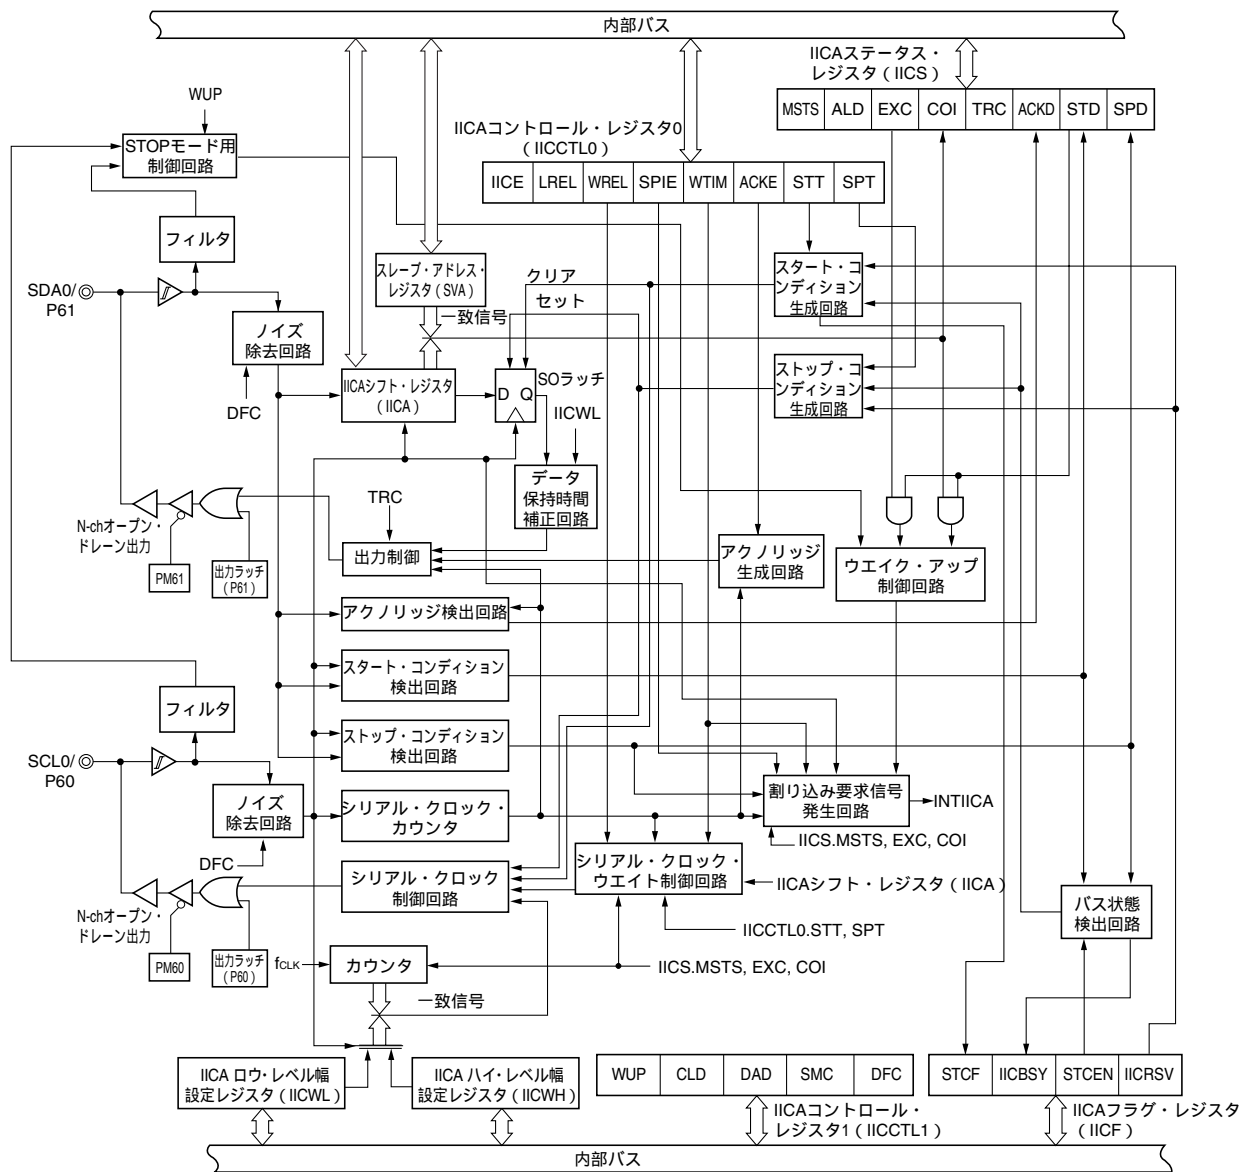 内部バス
IICAステータス・
レジスタ（IICS）
MSTS ALD EXC COI TRC ACKD STD SPD
WUP
STOPモード用
制御回路
IICAコントロール・レジスタ0
（IICCTL0）
IICE LREL WREL SPIE WTIM ACKE STT SPT
フィルタ
SDA0/
P61
スレーブ・アドレス・
レジスタ（SVA）
クリア
セット
スタート・コ
ンディション
生成回路
一致信号
ノイズ
除去回路
DFC
IICAシフト・レジスタ
（IICA）
D Q
SOラッチ
IICWL
ストップ・コ
ンディション
生成回路
データ
保持時間
補正回路
TRC
N-chオープン・
ドレーン出力
PM61
出力ラッチ
（P61）
出力制御
アクノリッジ
生成回路
ウエイク・アップ
制御回路
アクノリッジ検出回路
スタート・コンディション
検出回路
フィルタ
ストップ・コンディション
検出回路
SCL0/
P60
ノイズ
除去回路
DFC
シリアル・クロック・
カウンタ
割り込み要求信号
発生回路
INTIICA
IICS.MSTS, EXC, COI
シリアル・クロック
制御回路
シリアル・クロック・
ウエイト制御回路
IICAシフト・レジスタ（IICA）
バス状態
検出回路
N-chオープン・
ドレーン出力
PM60
出力ラッチ
（P60）
IICCTL0.STT, SPT
fCLK
カウンタ
IICS.MSTS, EXC, COI
一致信号
IICA ロウ・レベル幅
設定レジスタ（IICWL）
IICA ハイ・レベル幅
設定レジスタ（IICWH）
WUP CLD DAD SMC DFC
STCF IICBSY STCEN IICRSV
IICAコントロール・
レジスタ1（IICCTL1）
IICAフラグ・レジスタ
（IICF）
内部バス